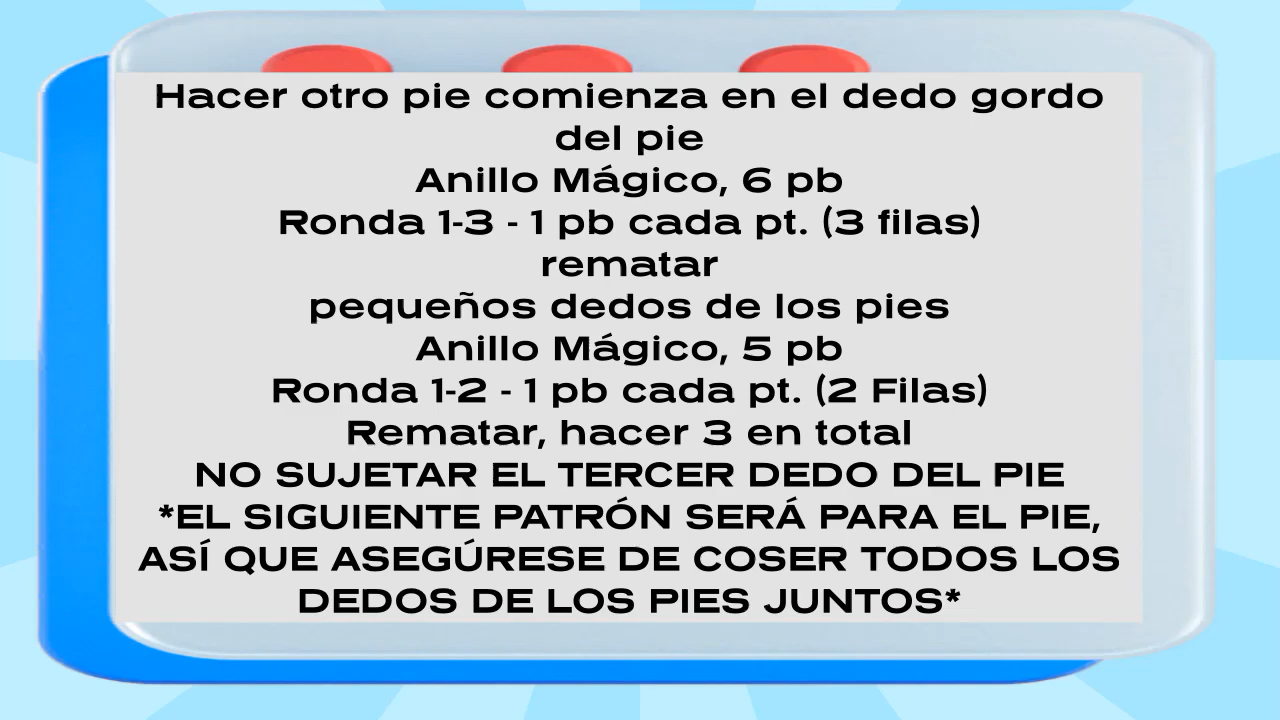 Hacer otro pie comienza en el dedo gordo
del pie
Anillo Mágico, 6 pb
Ronda 1-3 - 1 pb cada pt. (3 filas)
rematar
pequeños dedos de los pies
Anillo Mágico, 5 pb
Ronda 1-2 - 1 pb cada pt. (2 Filas)
Rematar, hacer 3 en total
NO SUJETAR EL TERCER DEDO DEL PIE
*EL SIGUIENTE PATRÓN SERÁ PARA EL PIE,
ASÍ QUE ASEGÚRESE DE COSER TODOS LOS
DEDOS DE LOS PIES JUNTOS*